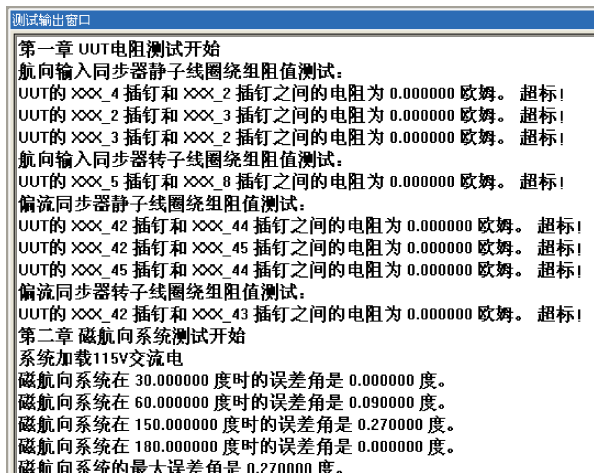 测试输出窗口
第一章 UUT电阻测试开始
航向输入同步器静子线圈绕组阻值测试：
UUT的 XXX_4 插钉和 XXX_2 插钉之间的电阻为 0.000000 欧姆。 超标！
UUT的 XXX_2 插钉和 XXX_3 插钉之间的电阻为 0.000000 欧姆。 超标！
UUT的 XXX_3 插钉和 XXX_2 插钉之间的电阻为 0.000000 欧姆。 超标！
航向输入同步器转子线圈绕组阻值测试：
UUT的 XXX_5 插钉和 XXX_8 插钉之间的电阻为 0.000000 欧姆。 超标！
偏流同步器静子线圈绕组阻值测试：
UUT的 XXX_42 插钉和 XXX_44 插钉之间的电阻为 0.000000 欧姆。 超标！
UUT的 XXX_42 插钉和 XXX_45 插钉之间的电阻为 0.000000 欧姆。 超标！
UUT的 XXX_45 插钉和 XXX_44 插钉之间的电阻为 0.000000 欧姆。 超标！
偏流同步器转子线圈绕组阻值测试：
UUT的 XXX_42 插钉和 XXX_43 插钉之间的电阻为 0.000000 欧姆。 超标！
第二章 磁航向系统测试开始
系统加载115V交流电
磁航向系统在 30.000000 度时的误差角是 0.000000 度。
磁航向系统在 60.000000 度时的误差角是 0.090000 度。
磁航向系统在 150.000000 度时的误差角是 0.270000 度。
磁航向系统在 180.000000 度时的误差角是 0.000000 度。
磁航向系统的最大误差角是 0.270000 度。